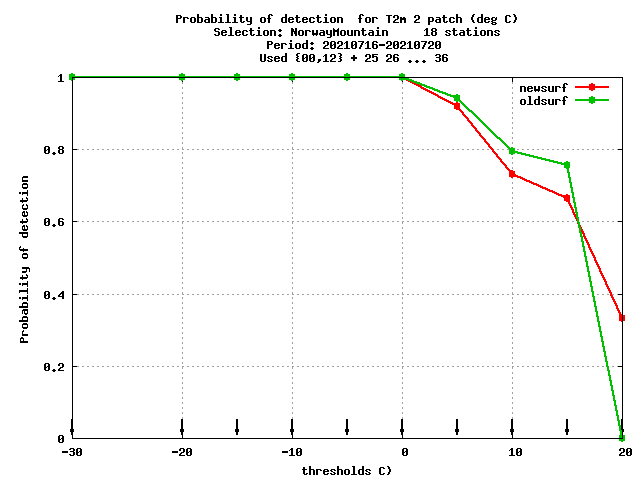 Probability of detection  for T2m 2 patch (deg C)
Selection: NorwayMountain     18 stations
Period: 20210716-20210720
Used {00,12} + 25 26 ... 36
newsurf
oldsurf
1
0.8
0.6
0.4
0.2
0
Probability of detection
-30 -20 -10 0 10 20
thresholds C)